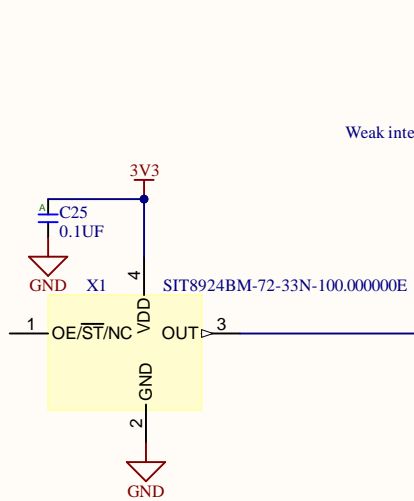 Weak inte
3V3
A
C25
0.1UF
GND
X1
SIT8924BM-72-33N-100.000000E
4
VDD
1
OE/ST/NC
OUT
3
GND
2
GND